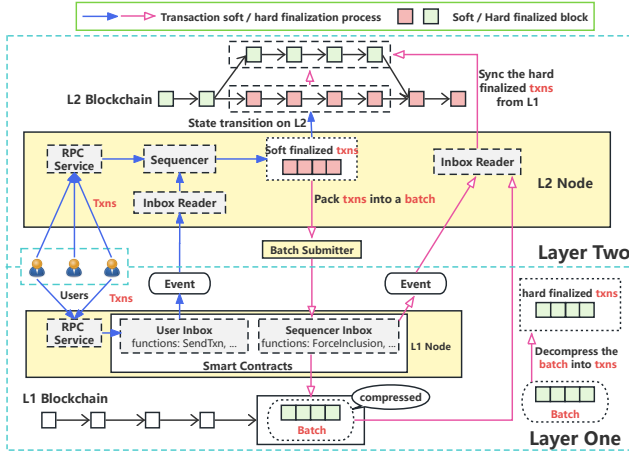 Transaction soft / hard finalization process
Soft / Hard finalized block
L2 Blockchain
State transition on L2
Sync the hard
finalized txns
from L1
RPC
Service
Sequencer
Soft finalized txns
Inbox Reader
Inbox Reader
Txns
L2 Node
Pack txns into a batch
Batch Submitter
Layer Two
Users
Txns
Event
Event
hard finalized txns
RPC
Service
User Inbox
functions: SendTxn, ...
Sequencer Inbox
functions: ForceInclusion, ...
L1 Node
Smart Contracts
Decompress the
batch into txns
L1 Blockchain
compressed
Batch
Batch
Layer One